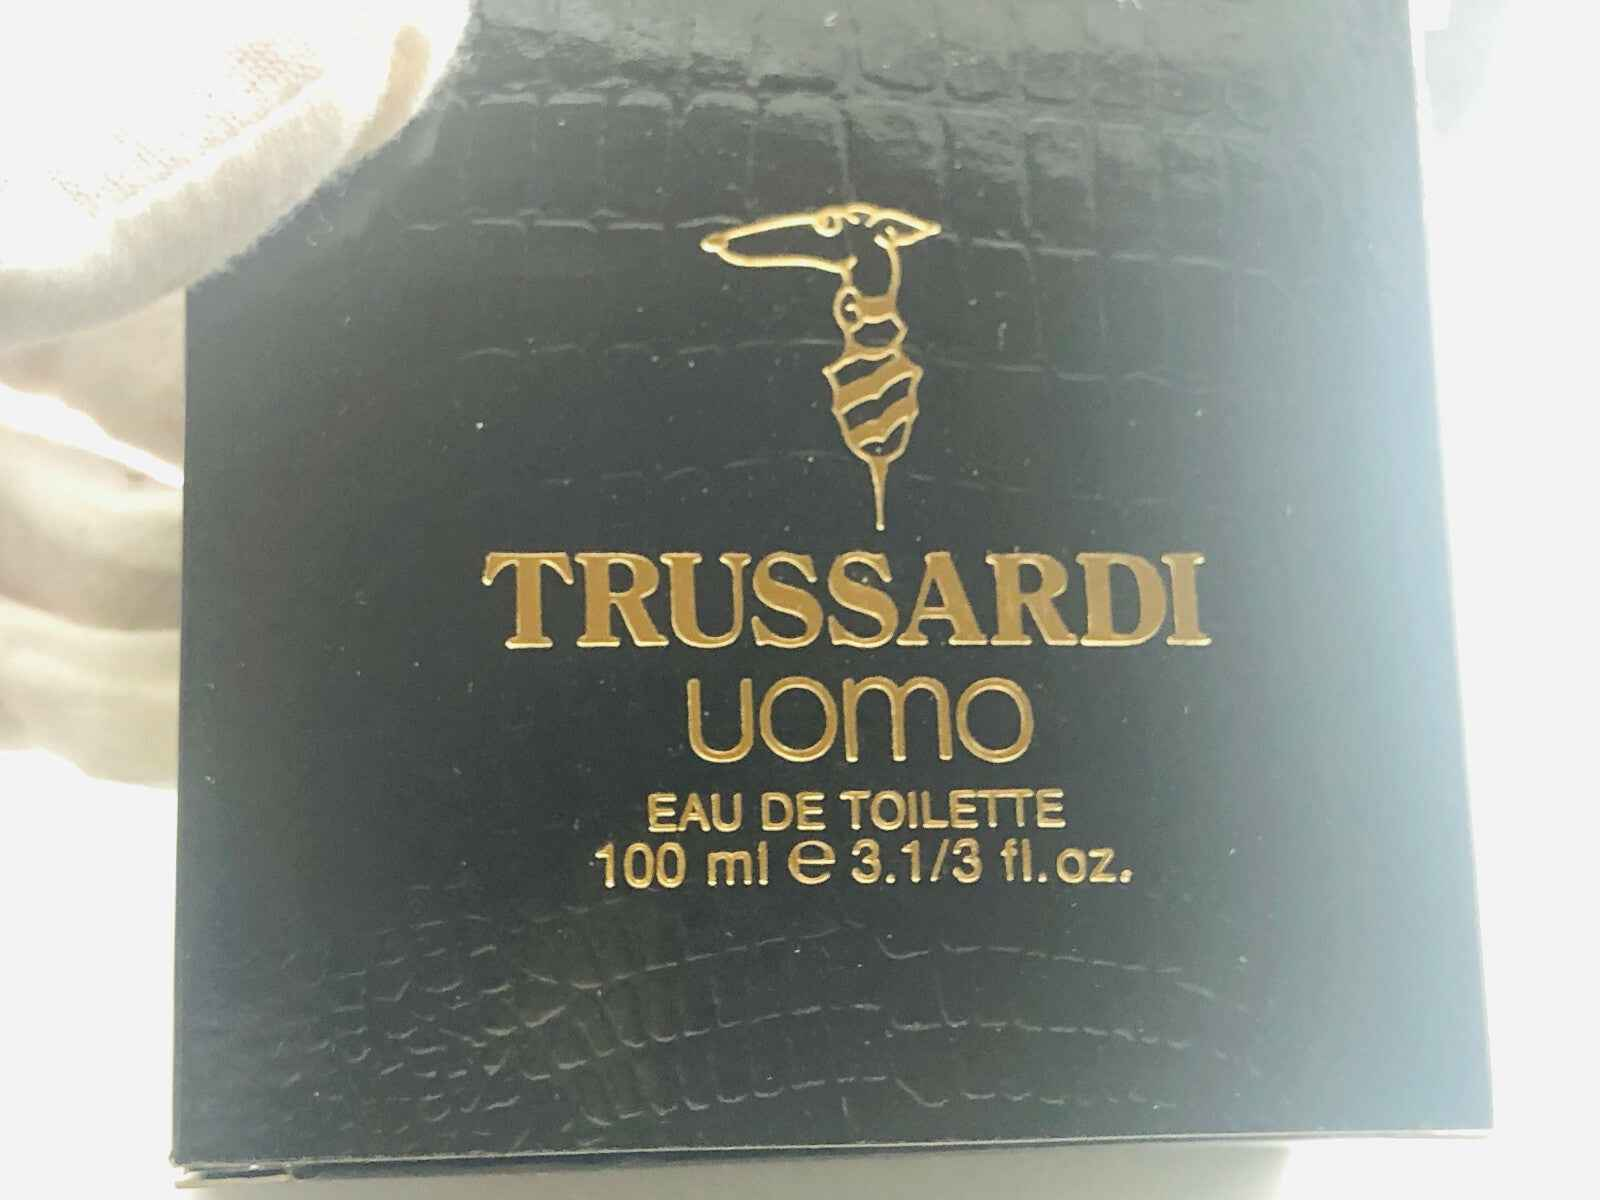 TRUSSARDI
uomo
EAU DE TOILETTE
100 ml e 3.1/3 fl.oz.